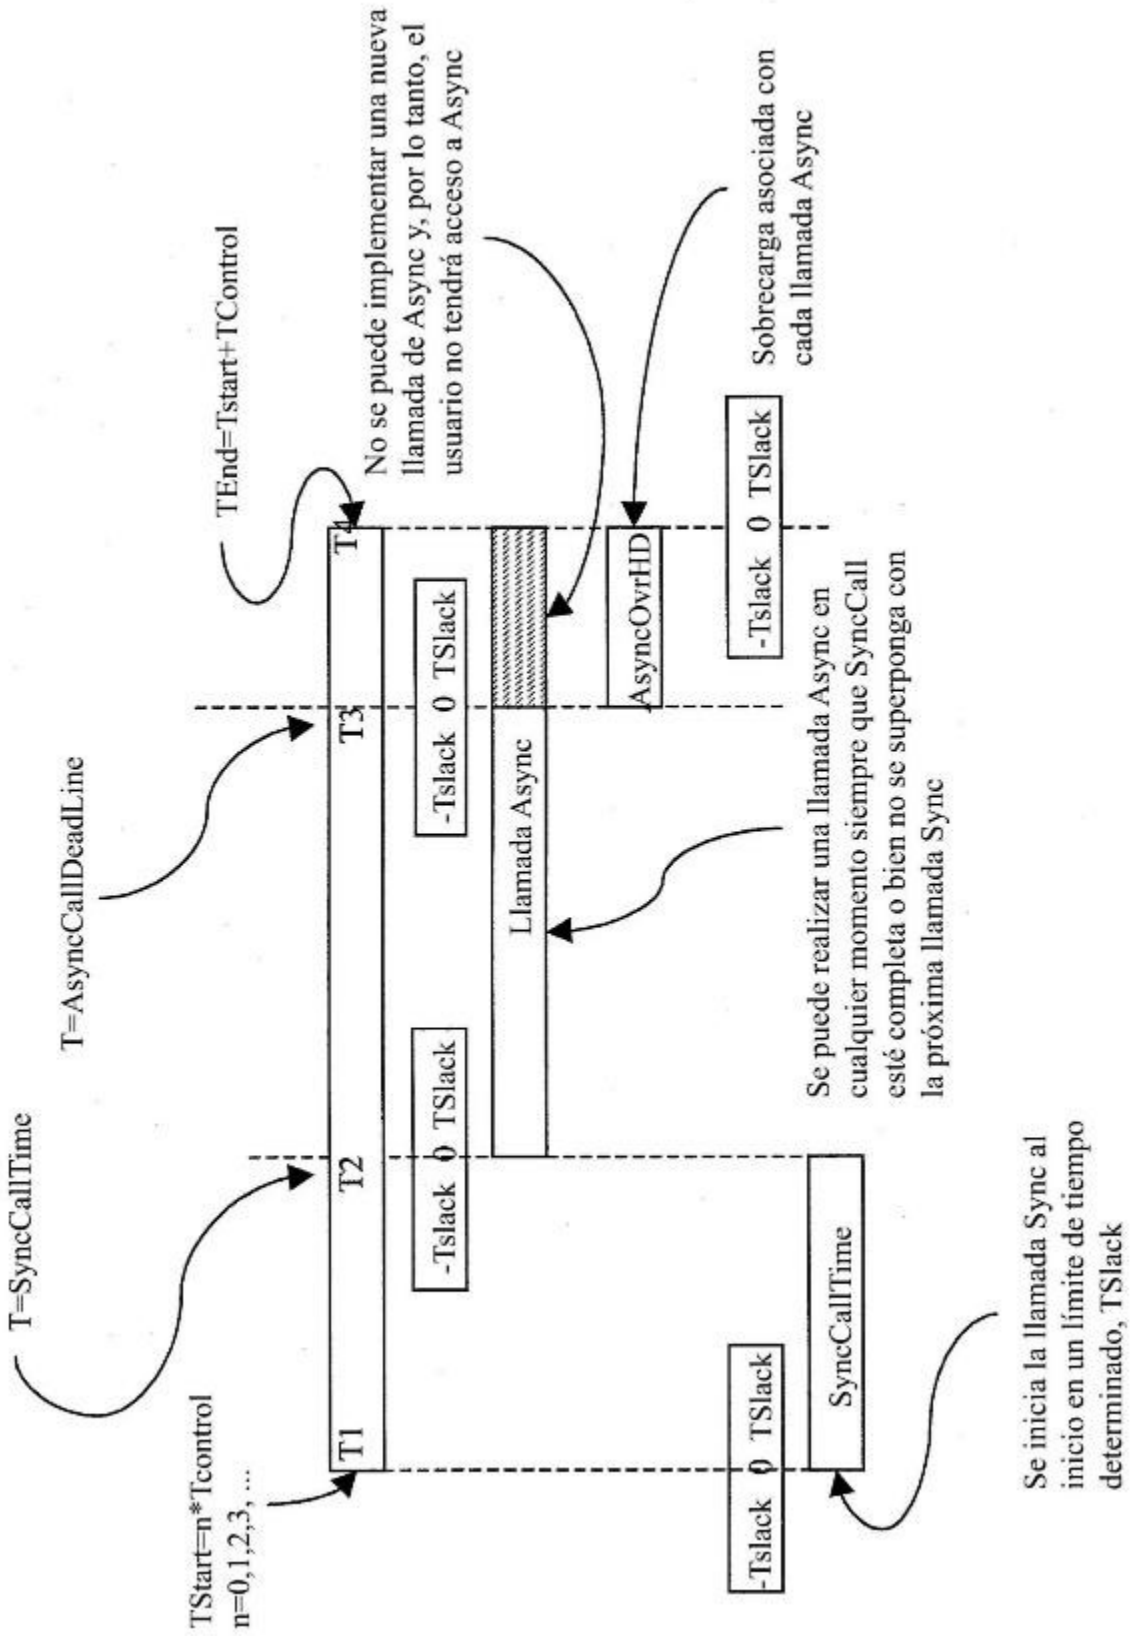 T=SyncCallTime
T=AsyncCallDeadLine
TStart=n*Tcontrol
n=0,1,2,3, ...
TEnd=Tstart+TControl
T1
T2
T3
T4
No se puede implementar una nueva
llamada de Async y, por lo tanto, el
usuario no tendrá acceso a Async
-Tslack 0 TSlack
-Tslack 0 TSlack
Llamada Async
AsyncOvrHD
Sobrecarga asociada con
cada llamada Async
-Tslack 0 TSlack
-Tslack 0 TSlack
SyncCallTime
Se puede realizar una llamada Async en
cualquier momento siempre que SyncCall
esté completa o bien no se superponga con
la próxima llamada Sync
Se inicia la llamada Sync al
inicio en un límite de tiempo
determinado, TSlack